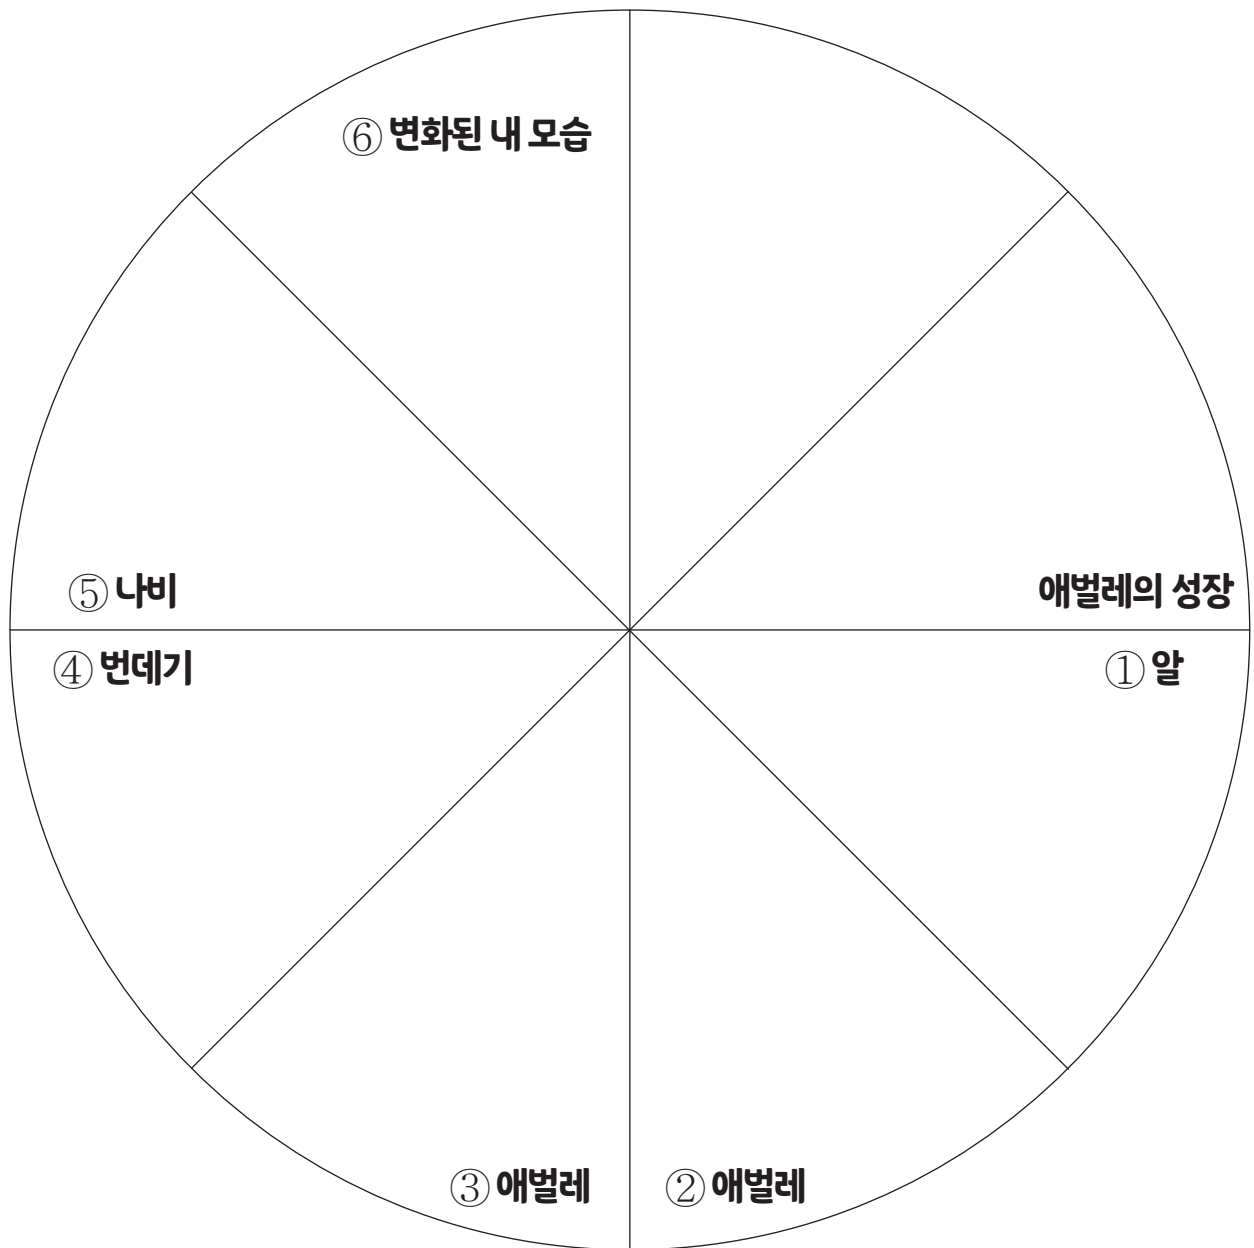 ⑥ 변화된 내 모습
⑤ 나비
애벌레의 성장
④ 번데기
① 알
③ 애벌레
② 애벌레